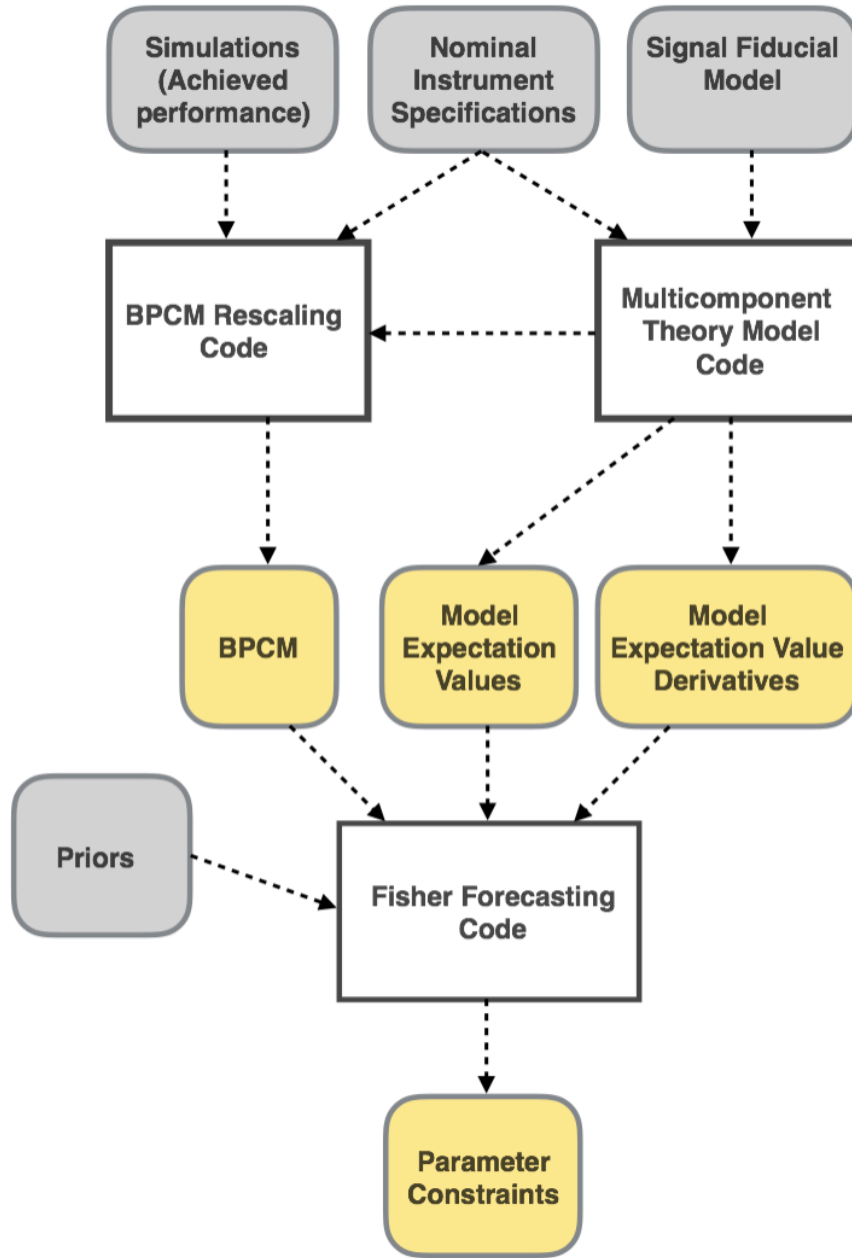 Simulations
(Achieved
performance)
Nominal
Instrument
Specifications
Signal Fiducial
Model
BPCM Rescaling
Code
Multicomponent
Theory Model
Code
BPCM
Model
Expectation
Values
Model
Expectation Value
Derivatives
Priors
Fisher Forecasting
Code
Parameter
Constraints